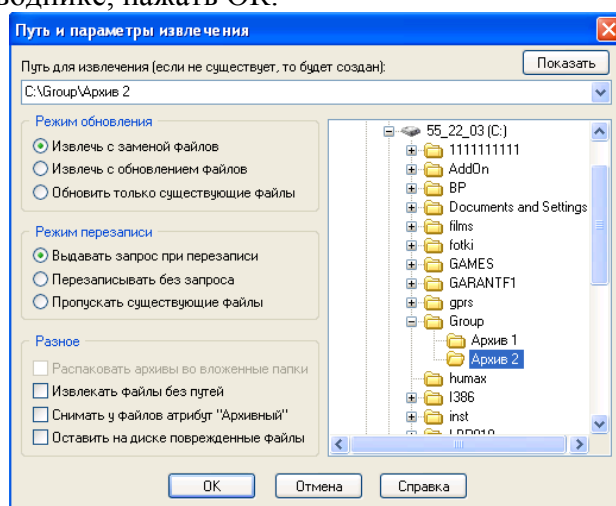 воднике, нажать ОК.
Путь и параметры извлечения
Путь для извлечения (если не существует, то будет создан):
Показать
C:\Group\Архив 2
Режим обновления
Извлечь с заменой файлов
Извлечь с обновлением файлов
Обновить только существующие файлы
Режим перезаписи
Выдавать запрос при перезаписи
Перезаписывать без запроса
Пропускать существующие файлы
Разное
Распаковать архивы во вложенные папки
Извлекать файлы без путей
Снимать у файлов атрибут "Архивный"
Оставить на диске поврежденные файлы
55_22_03 (C:)
1111111111
AddOn
BP
Documents and Settings
films
fotki
GAMES
GARANTF1
gprs
Group
Архив 1
Архив 2
humax
I386
inst
OK
Отмена
Справка